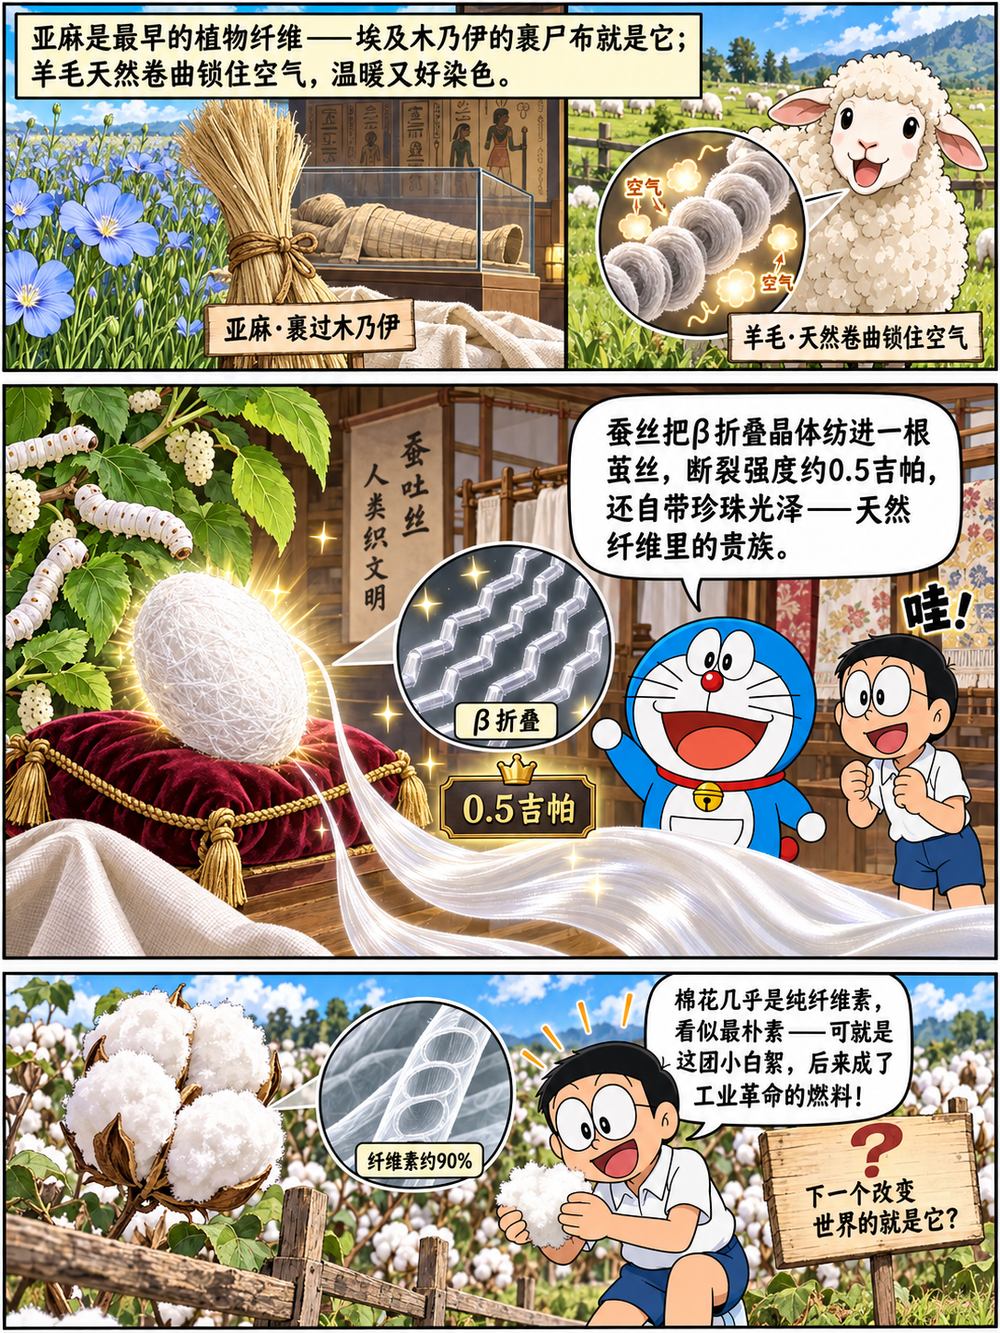 亚麻是最早的植物纤维——埃及木乃伊的裹尸布就是它；
羊毛天然卷曲锁住空气，温暖又好染色。
空气
空气
亚麻·裹过木乃伊
羊毛·天然卷曲锁住空气
蚕吐丝
人类织文明
蚕丝把β折叠晶体纺进一根
茧丝，断裂强度约0.5吉帕，
还自带珍珠光泽——天然
纤维里的贵族。
哇！
β折叠
0.5吉帕
棉花几乎是纯纤维素，
看似最朴素——可就是
这团小白絮，后来成了
工业革命的燃料！
纤维素约90%
?
下一个改变
世界的就是它？